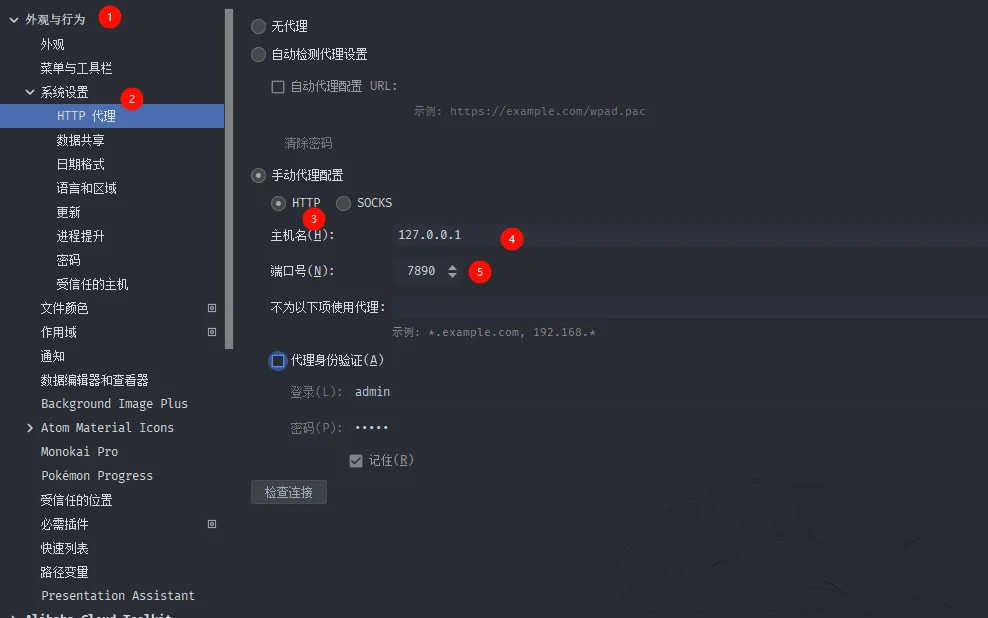 外观与行为 1
外观
菜单与工具栏
系统设置 2
HTTP 代理
数据共享
日期格式
语言和区域
更新
进程提升
密码
受信任的主机
文件颜色
作用域
通知
数据编辑器和查看器
Background Image Plus
Atom Material Icons
Monokai Pro
Pokémon Progress
受信任的位置
必需插件
快速列表
路径变量
Presentation Assistant
Alibaba Cloud Toolkit
无代理
自动检测代理设置
自动代理配置 URL:
示例: https://example.com/wpad.pac
清除密码
手动代理配置
HTTP SOCKS
3
主机名(H): 127.0.0.1 4
端口号(N): 7890 5
不为以下项使用代理:
示例: *.example.com, 192.168.*
代理身份验证(A)
登录(L): admin
密码(P): •••••
记住(R)
检查连接